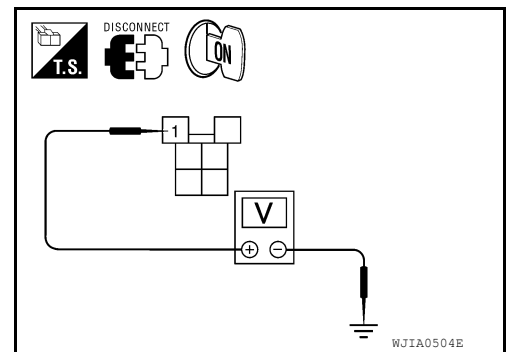 DISCONNECT
T.S.
ON
1
V
+ −
WJIA0504E